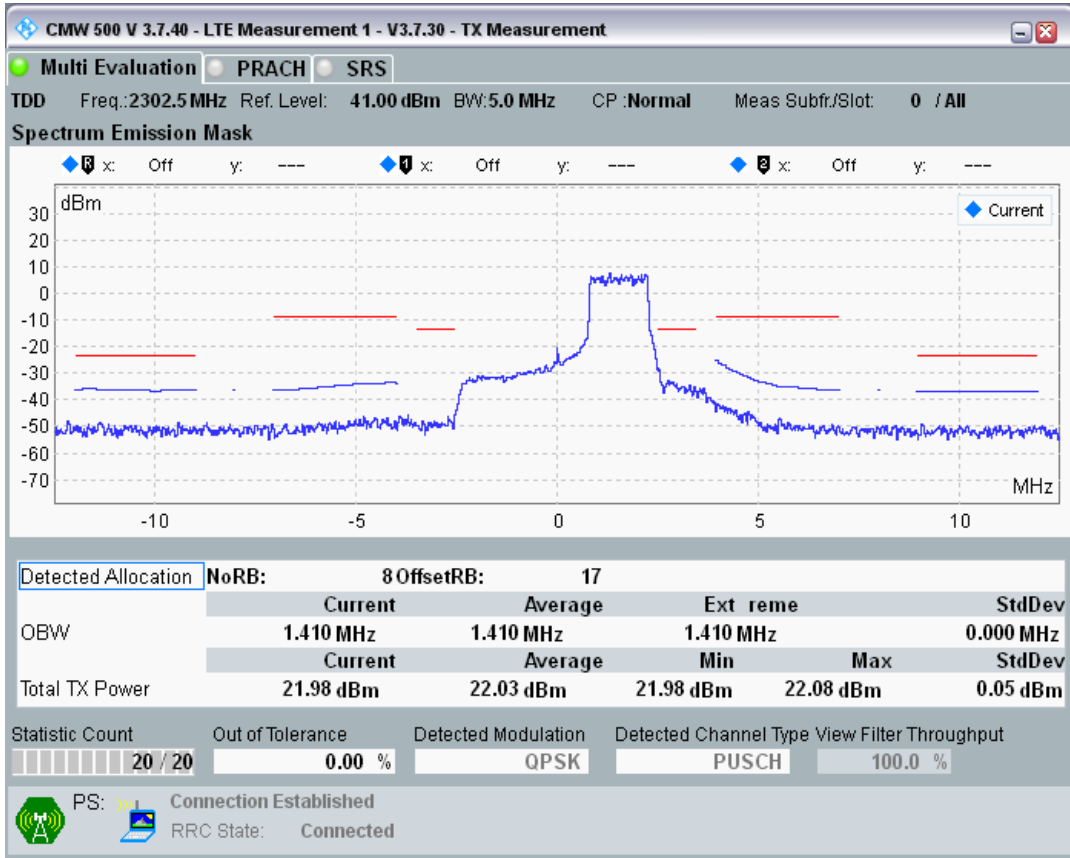 CMW 500 V 3.7.40 - LTE Measurement 1 - V3.7.30 - TX Measurement
Multi Evaluation PRACH SRS
TDD Freq.:2302.5 MHz Ref. Level: 41.00 dBm BW:5.0 MHz CP :Normal Meas Subfr./Slot: 0 / All
Spectrum Emission Mask
R x: Off y: --- 1 x: Off y: --- 2 x: Off y: ---
dBm
Current
30
20
10
0
-10
-20
-30
-40
-50
-60
-70
MHz
-10 -5 0 5 10
Detected Allocation NoRB: 8 OffsetRB: 17
Current Average Ext reme StdDev
OBW 1.410 MHz 1.410 MHz 1.410 MHz 0.000 MHz
Current Average Min Max StdDev
Total TX Power 21.98 dBm 22.03 dBm 21.98 dBm 22.08 dBm 0.05 dBm
Statistic Count Out of Tolerance Detected Modulation Detected Channel Type View Filter Throughput
20 / 20 0.00 % QPSK PUSCH 100.0 %
PS: Connection Established
RRC State: Connected